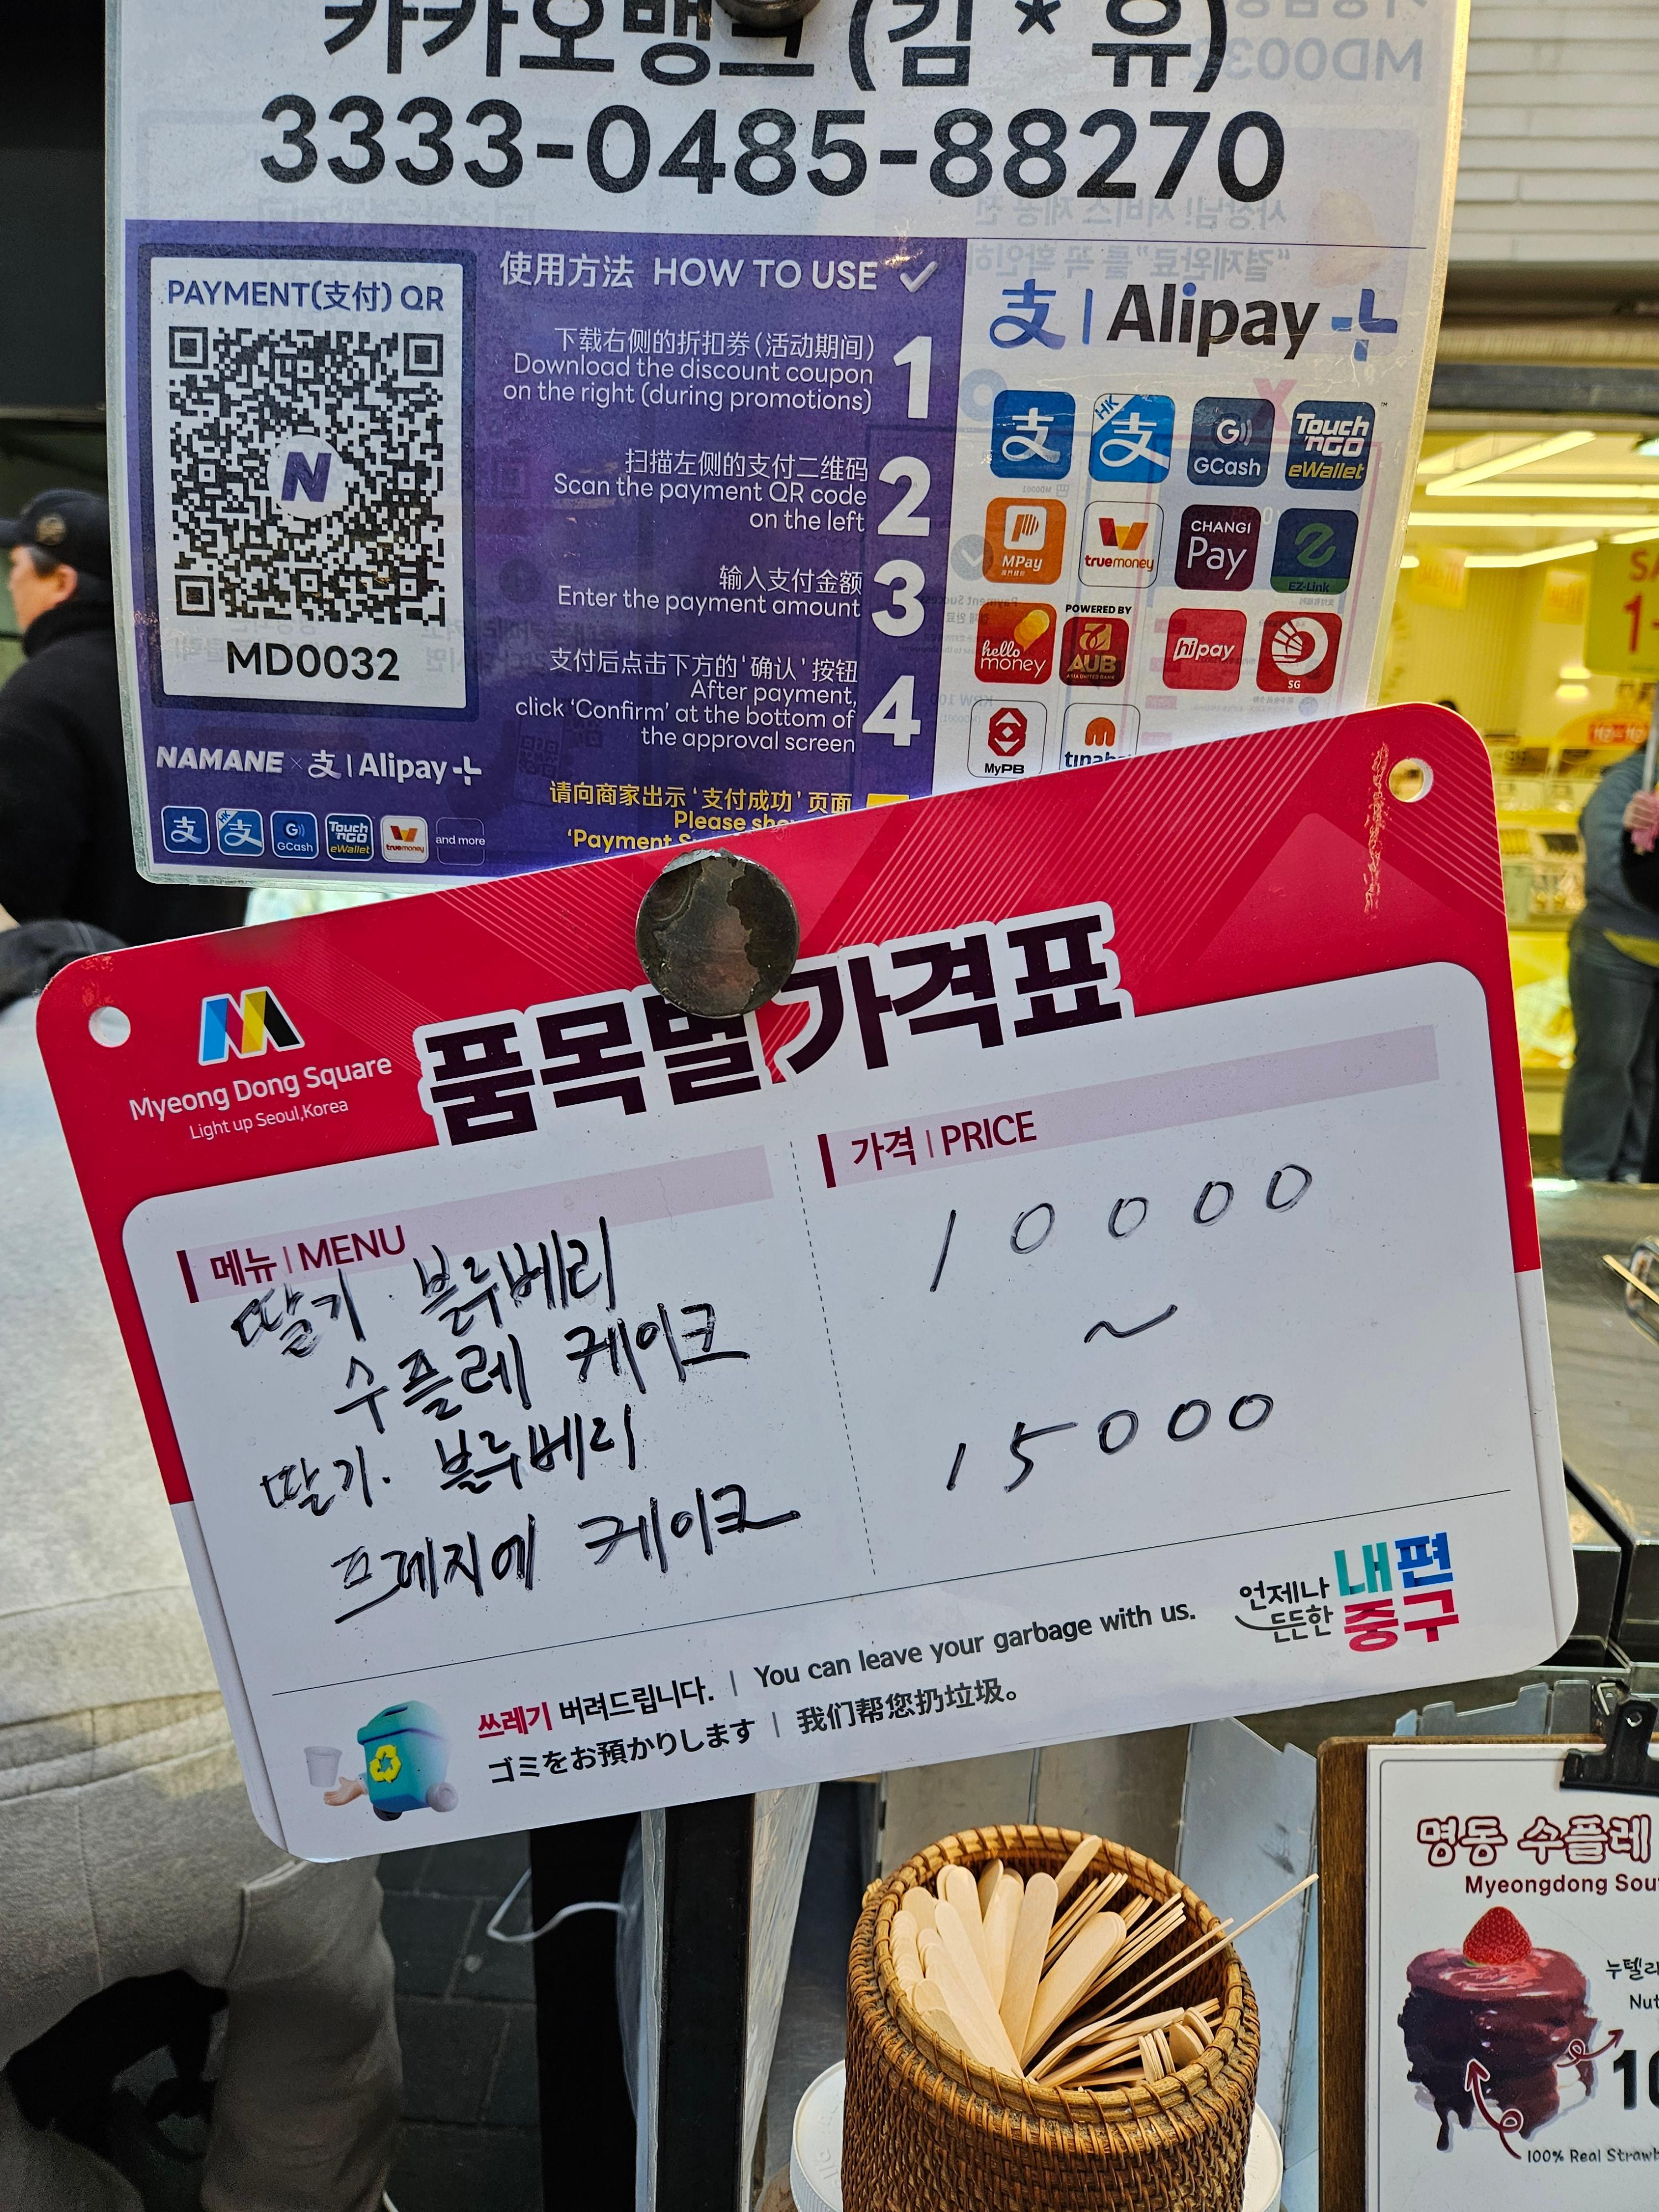 카카오뱅크 (김 * 유)
3333-0485-88270
PAYMENT(支付) QR
MD0032
NAMANE × 支 | Alipay+
支 支 HK GCash Touch 'nGO eWallet truemoney and more
使用方法 HOW TO USE
1
下载右侧的折扣券(活动期间)
Download the discount coupon
on the right (during promotions)
2
扫描左侧的支付二维码
Scan the payment QR code
on the left
3
输入支付金额
Enter the payment amount
4
支付后点击下方的'确认'按钮
After payment,
click 'Confirm' at the bottom of
the approval screen
请向商家出示'支付成功'页面
Please
'Payment
支 | Alipay+
支 HK 支 GCash Touch 'nGO eWallet
MPay truemoney CHANGI Pay EZ-Link
POWERED BY
hello money AUB hipay SG
MyPB
Myeong Dong Square
Light up Seoul,Korea
품목별 가격표
메뉴 | MENU
가격 | PRICE
딸기·블루베리
수플레 케이크
딸기·블루베리
프레지에 케이크
10000
~
15000
쓰레기 버려드립니다. | You can leave your garbage with us.
ゴミをお預かりします | 我们帮您扔垃圾。
언제나 내편
든든한 중구
명동 수플레
Myeongdong
100% Real